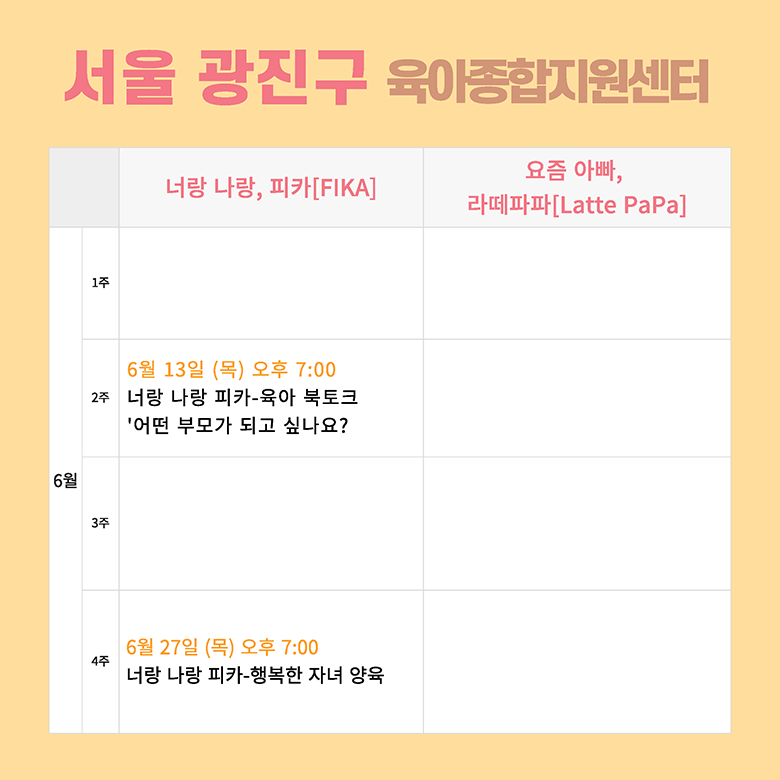 서울 광진구 육아종합지원센터
너랑 나랑, 피카[FIKA]
요즘 아빠,
라떼파파[Latte PaPa]
6월
1주
2주
6월 13일 (목) 오후 7:00
너랑 나랑 피카-육아 북토크
'어떤 부모가 되고 싶나요?
3주
4주
6월 27일 (목) 오후 7:00
너랑 나랑 피카-행복한 자녀 양육